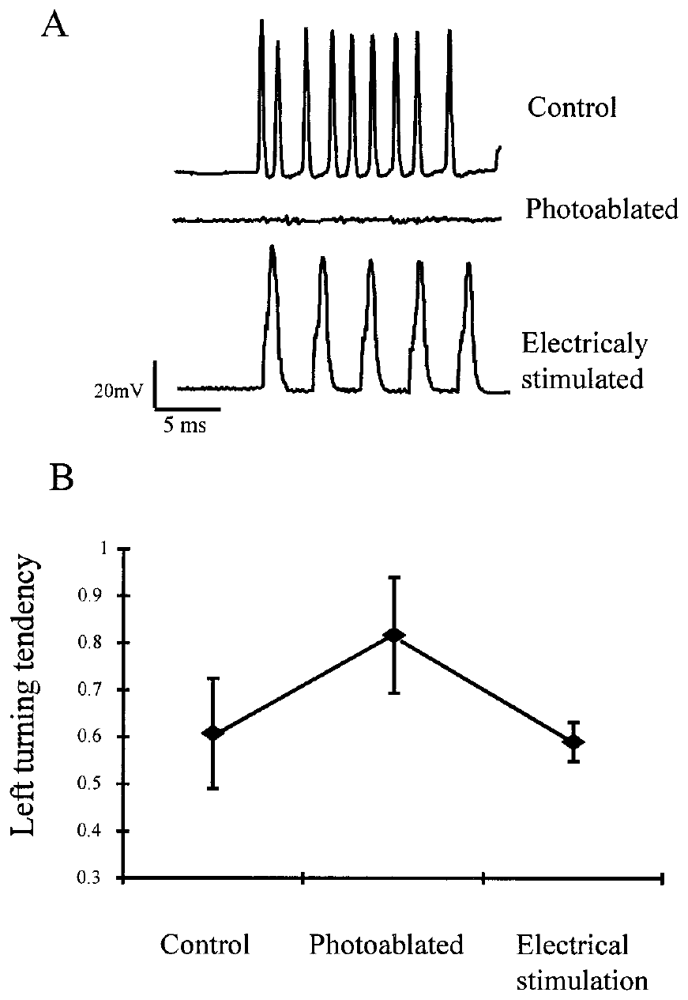 A
Control
Photoablated
Electricaly
stimulated
20mV
5 ms
B
Left turning tendency
1
0.9
0.8
0.7
0.6
0.5
0.4
0.3
Control
Photoablated
Electrical
stimulation